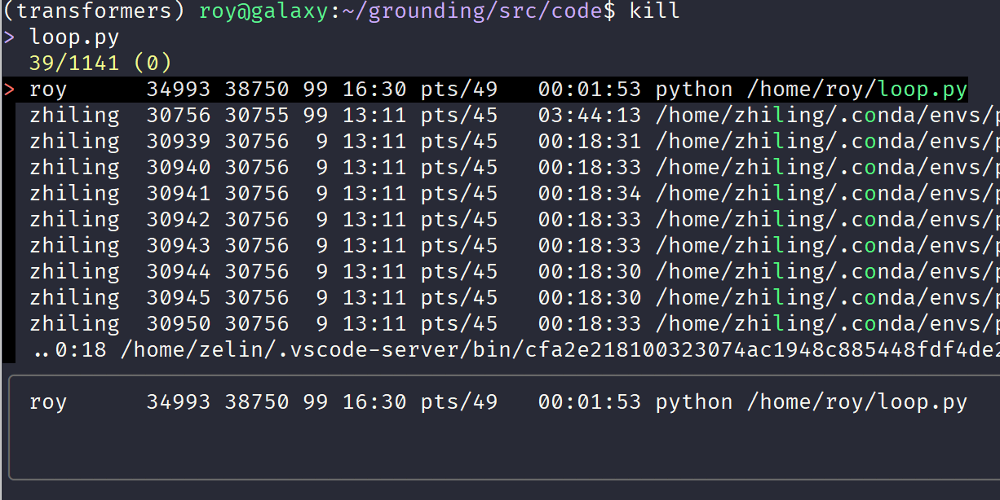 (transformers) roy@galaxy:~/grounding/src/code$ kill
> loop.py
39/1141 (0)
> roy 34993 38750 99 16:30 pts/49 00:01:53 python /home/roy/loop.py
zhiling 30756 30755 99 13:11 pts/45 03:44:13 /home/zhiling/.conda/envs/p
zhiling 30939 30756 9 13:11 pts/45 00:18:31 /home/zhiling/.conda/envs/p
zhiling 30940 30756 9 13:11 pts/45 00:18:33 /home/zhiling/.conda/envs/p
zhiling 30941 30756 9 13:11 pts/45 00:18:34 /home/zhiling/.conda/envs/p
zhiling 30942 30756 9 13:11 pts/45 00:18:33 /home/zhiling/.conda/envs/p
zhiling 30943 30756 9 13:11 pts/45 00:18:33 /home/zhiling/.conda/envs/p
zhiling 30944 30756 9 13:11 pts/45 00:18:30 /home/zhiling/.conda/envs/p
zhiling 30945 30756 9 13:11 pts/45 00:18:30 /home/zhiling/.conda/envs/p
zhiling 30950 30756 9 13:11 pts/45 00:18:33 /home/zhiling/.conda/envs/p
..0:18 /home/zelin/.vscode-server/bin/cfa2e218100323074ac1948c885448fdf4de2
roy 34993 38750 99 16:30 pts/49 00:01:53 python /home/roy/loop.py